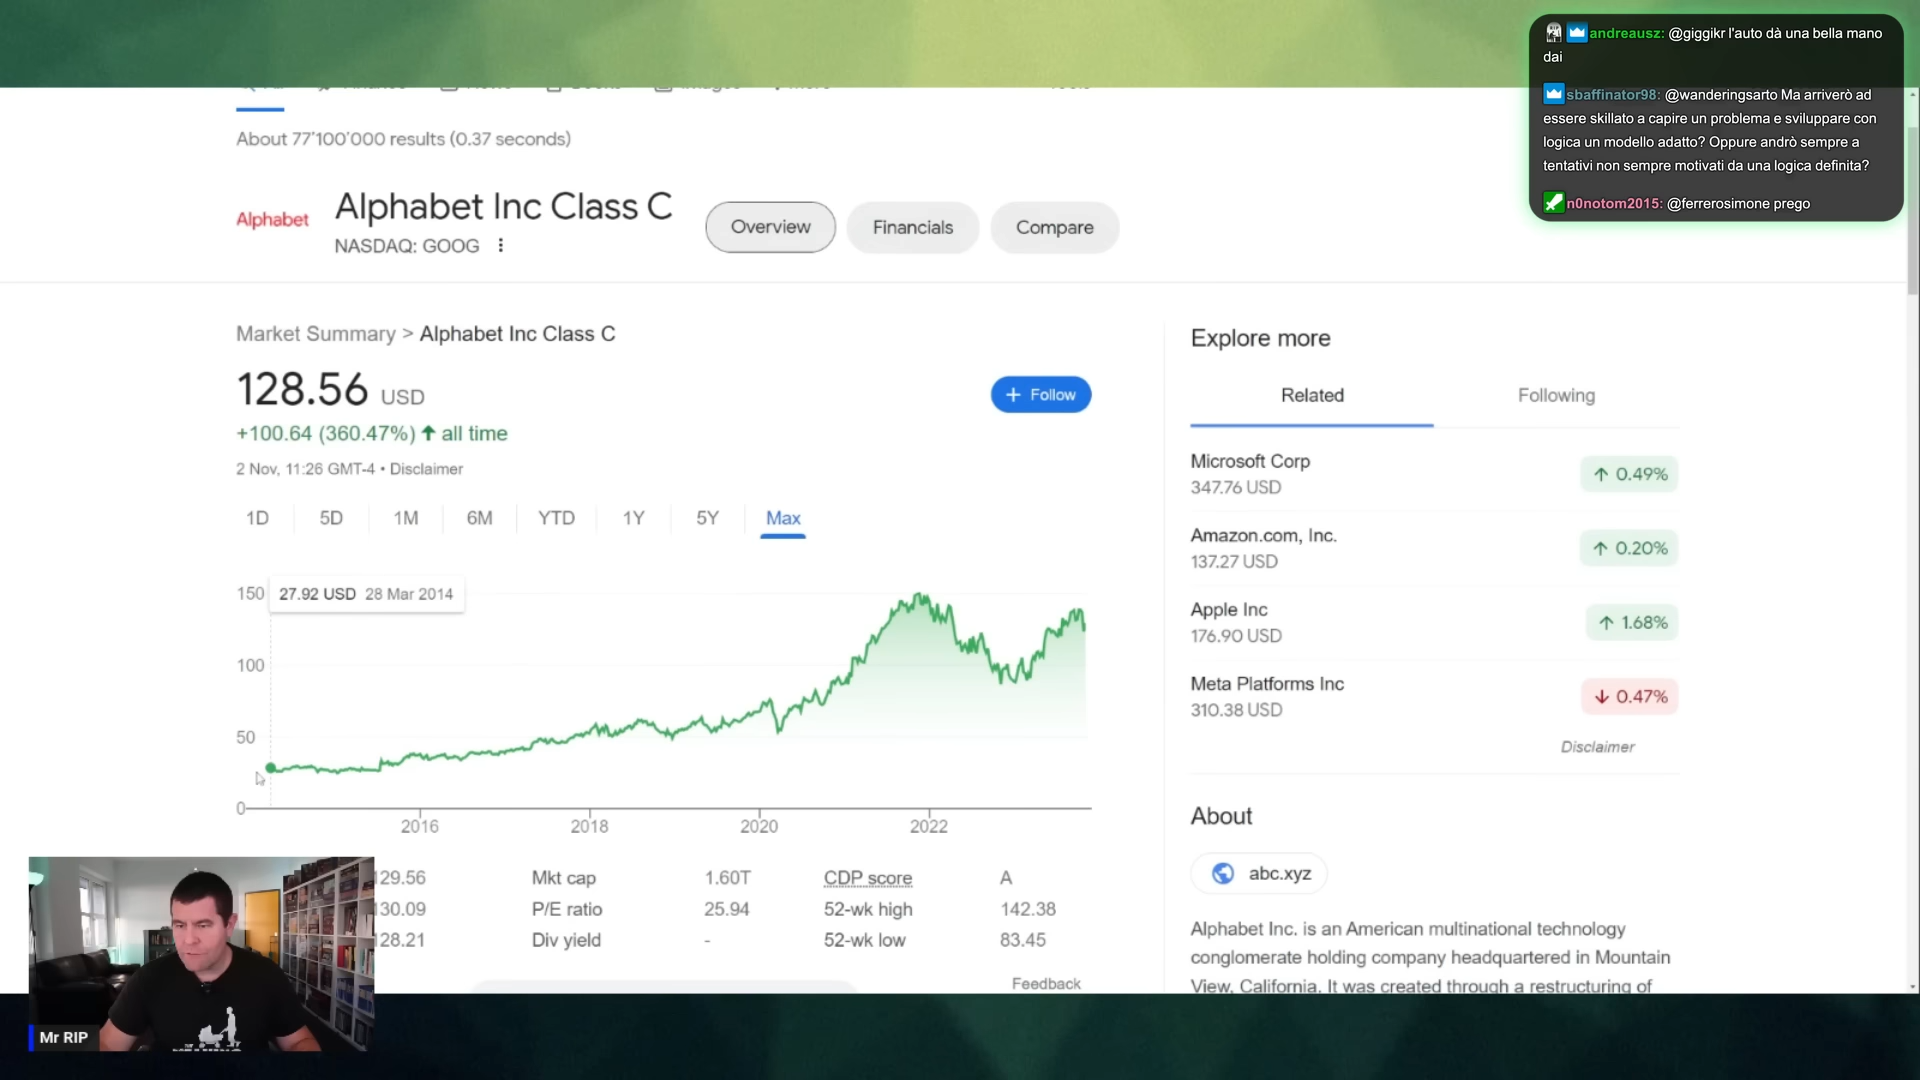 andreausz: @giggikr l'auto dà una bella mano
dai
sbaffinator98: @wanderingsarto Ma arriverò ad
essere skillato a capire un problema e sviluppare con
logica un modello adatto? Oppure andrò sempre a
tentativi non sempre motivati da una logica definita?
n0notom2015: @ferrerosimone prego
About 77'100'000 results (0.37 seconds)
Alphabet
Alphabet Inc Class C
NASDAQ: GOOG
Overview
Financials
Compare
Market Summary > Alphabet Inc Class C
128.56 USD
+ Follow
+100.64 (360.47%) ↑ all time
2 Nov, 11:26 GMT-4 • Disclaimer
1D 5D 1M 6M YTD 1Y 5Y Max
27.92 USD 28 Mar 2014
150
100
50
0
2016 2018 2020 2022
129.56 Mkt cap 1.60T CDP score A
130.09 P/E ratio 25.94 52-wk high 142.38
128.21 Div yield - 52-wk low 83.45
Feedback
Explore more
Related Following
Microsoft Corp
347.76 USD
↑ 0.49%
Amazon.com, Inc.
137.27 USD
↑ 0.20%
Apple Inc
176.90 USD
↑ 1.68%
Meta Platforms Inc
310.38 USD
↓ 0.47%
Disclaimer
About
abc.xyz
Alphabet Inc. is an American multinational technology
conglomerate holding company headquartered in Mountain
View, California. It was created through a restructuring of
Mr RIP